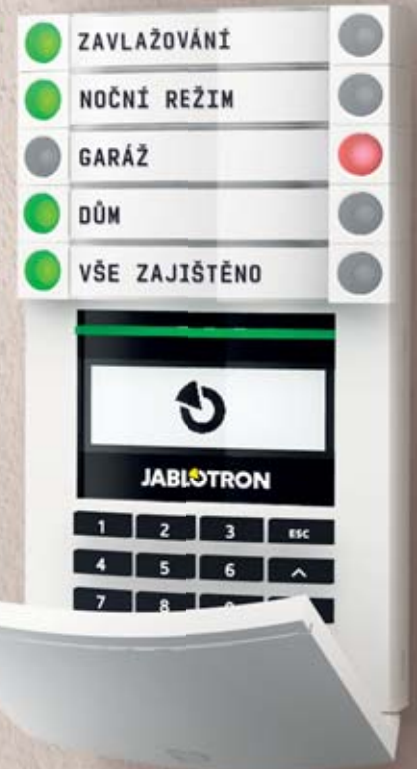 ZAVLAŽOVÁNÍ
NOČNÍ REŽIM
GARÁŽ
DŮM
VŠE ZAJIŠTĚNO
JABLOTRON
1 2 3 ESC
4 5 6
7 8